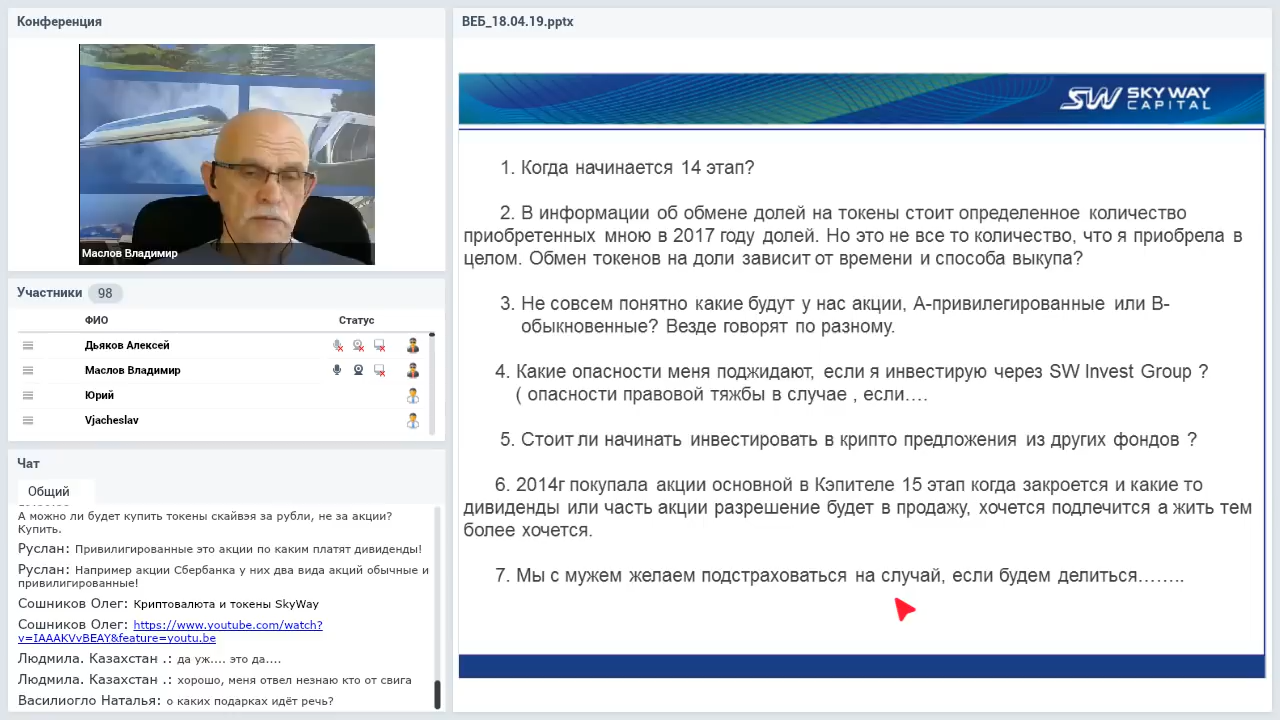 Конференция
Маслов Владимир
Участники 98
ФИО Статус
Дьяков Алексей
Маслов Владимир
Юрий
Vjacheslav
Чат
Общий
А можно ли будет купить токены скайвэя за рубли, не за акции?
Купить.
Руслан: Привилигированные это акции по каким платят дивиденды!
Руслан: Например акции Сбербанка у них два вида акций обычные и
привилигированные!
Сошников Олег: Криптовалюта и токены SkyWay
Сошников Олег: https://www.youtube.com/watch?
v=IAAAKVvBEAY&feature=youtu.be
Людмила. Казахстан .: да уж.... это да....
Людмила. Казахстан .: хорошо, меня отвел незнаю кто от свига
Василиогло Наталья: о каких подарках идёт речь?
ВЕБ_18.04.19.pptx
SW SKY WAY
CAPITAL
1. Когда начинается 14 этап?
2. В информации об обмене долей на токены стоит определенное количество
приобретенных мною в 2017 году долей. Но это не все то количество, что я приобрела в
целом. Обмен токенов на доли зависит от времени и способа выкупа?
3. Не совсем понятно какие будут у нас акции, А-привилегированные или В-
обыкновенные? Везде говорят по разному.
4. Какие опасности меня поджидают, если я инвестирую через SW Invest Group ?
( опасности правовой тяжбы в случае , если….
5. Стоит ли начинать инвестировать в крипто предложения из других фондов ?
6. 2014г покупала акции основной в Кэпителе 15 этап когда закроется и какие то
дивиденды или часть акции разрешение будет в продажу, хочется подлечится а жить тем
более хочется.
7. Мы с мужем желаем подстраховаться на случай, если будем делиться……..